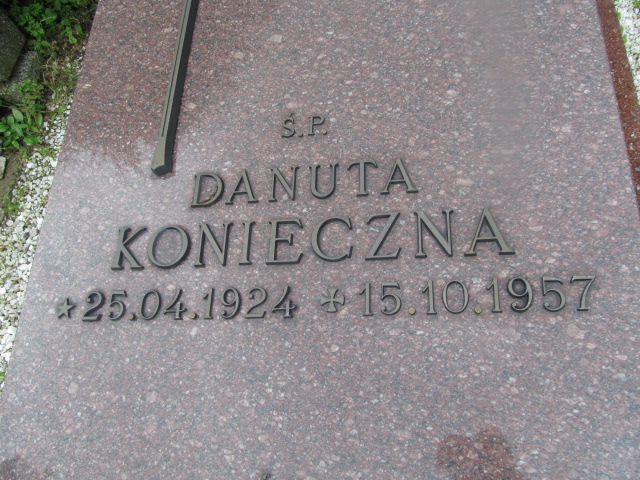 Ś.P.
DANUTA
KONIECZNA
*25.04.1924 ✠15.10.1957